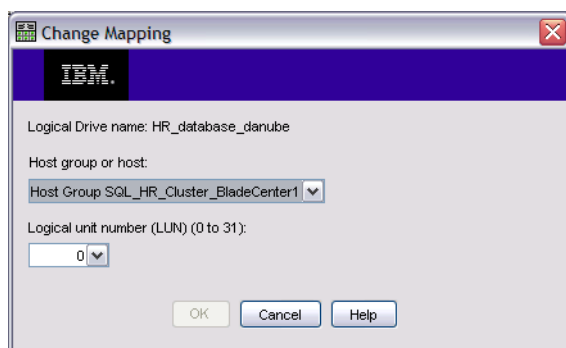 Change Mapping
IBM.
Logical Drive name: HR_database_danube
Host group or host:
Host Group SQL_HR_Cluster_BladeCenter1
Logical unit number (LUN) (0 to 31):
0
OK Cancel Help